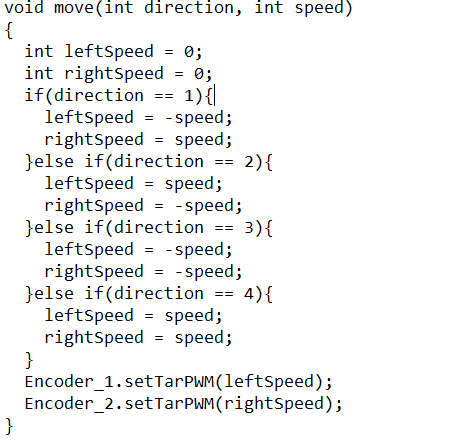 void move(int direction, int speed)
{
  int leftSpeed = 0;
  int rightSpeed = 0;
  if(direction == 1){
    leftSpeed = -speed;
    rightSpeed = speed;
  }else if(direction == 2){
    leftSpeed = speed;
    rightSpeed = -speed;
  }else if(direction == 3){
    leftSpeed = -speed;
    rightSpeed = -speed;
  }else if(direction == 4){
    leftSpeed = speed;
    rightSpeed = speed;
  }
  Encoder_1.setTarPWM(leftSpeed);
  Encoder_2.setTarPWM(rightSpeed);
}